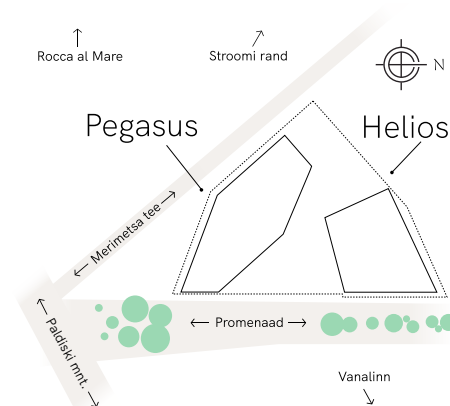 Rocca al Mare
Stroomi rand
N
Pegasus
Helios
Merimetsa tee
Promenaad
Paldiski mnt.
Vanalinn